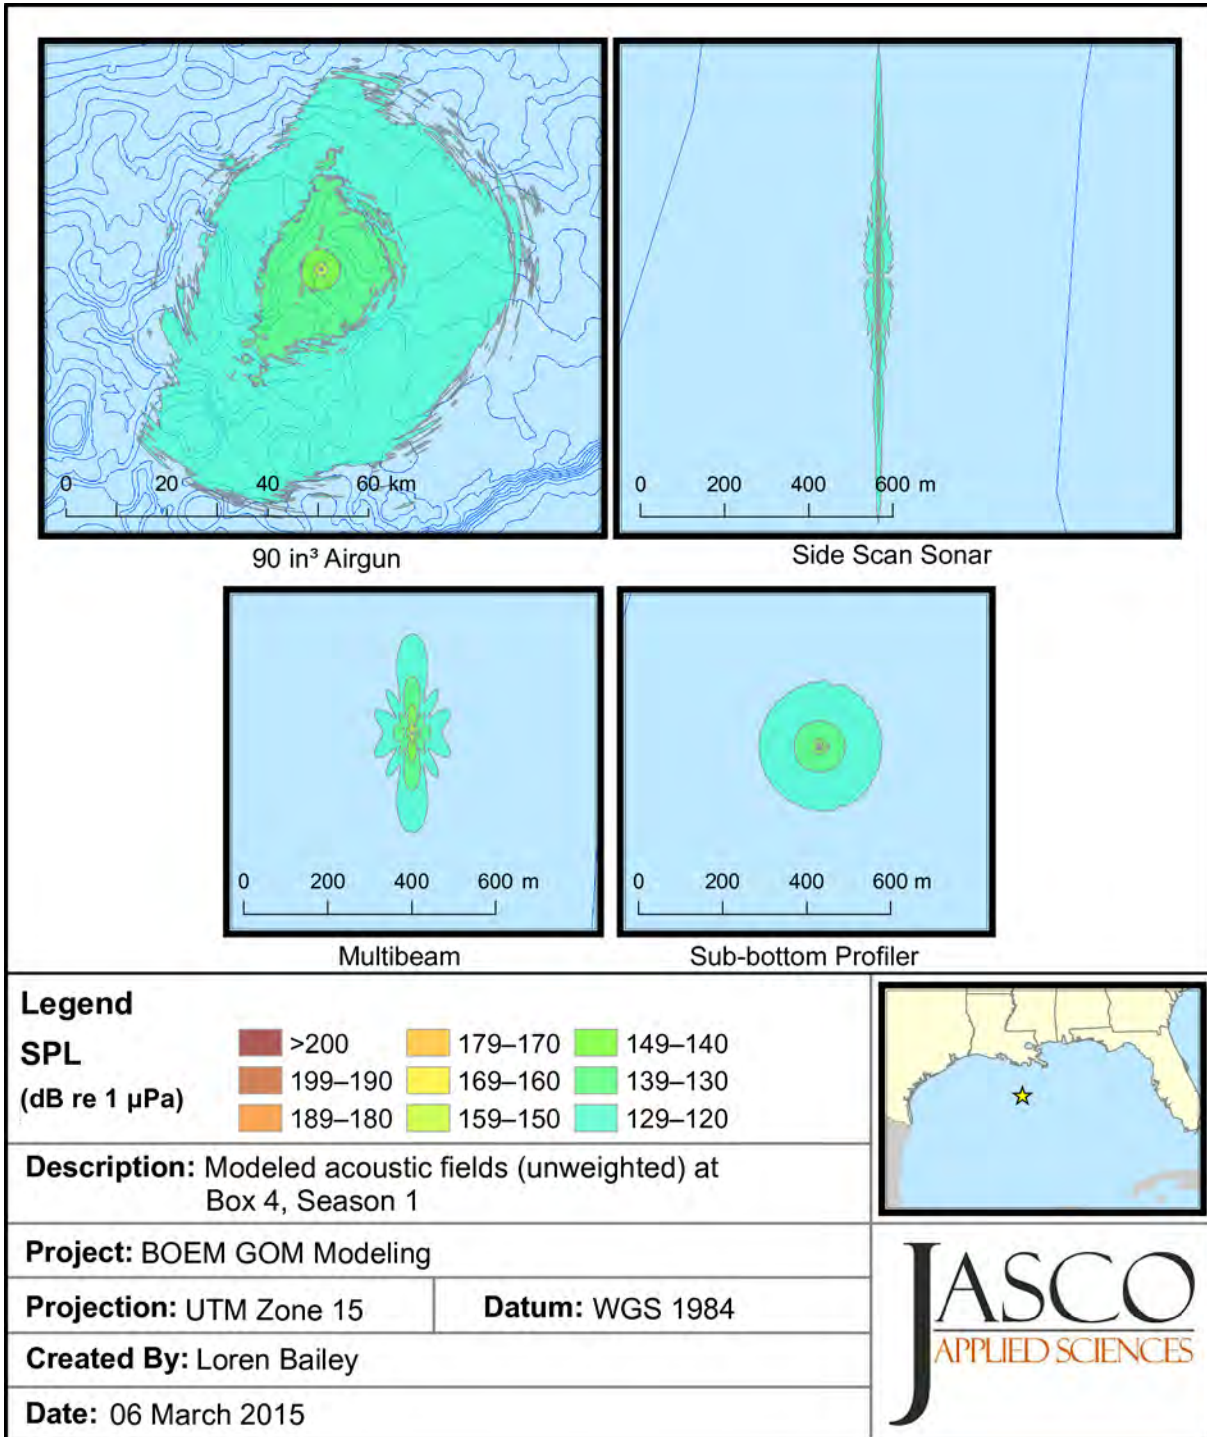 0 20 40 60 km
90 in³ Airgun
0 200 400 600 m
Side Scan Sonar
0 200 400 600 m
Multibeam
0 200 400 600 m
Sub-bottom Profiler
Legend
SPL
(dB re 1 µPa)
>200 179–170 149–140
199–190 169–160 139–130
189–180 159–150 129–120
Description: Modeled acoustic fields (unweighted) at
Box 4, Season 1
Project: BOEM GOM Modeling
Projection: UTM Zone 15 Datum: WGS 1984
Created By: Loren Bailey
Date: 06 March 2015
JASCO
APPLIED SCIENCES